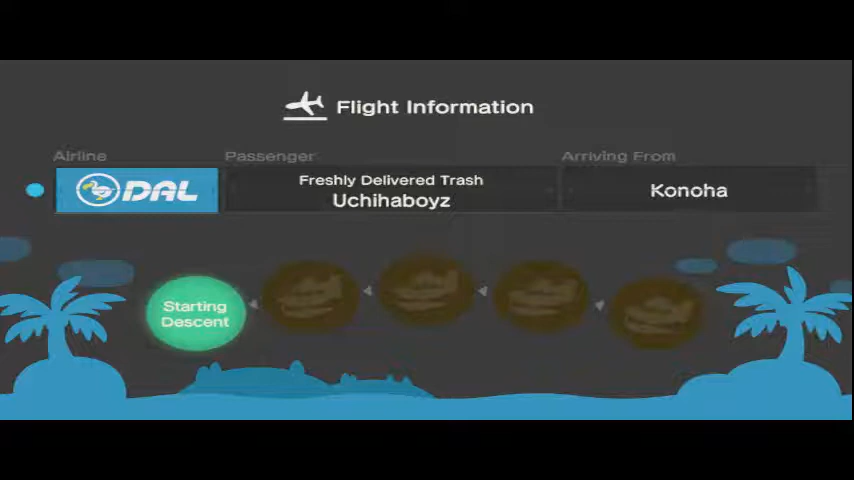 Flight Information
Airline
Passenger
Arriving From
DAL
Freshly Delivered Trash
Uchihaboyz
Konoha
Starting
Descent